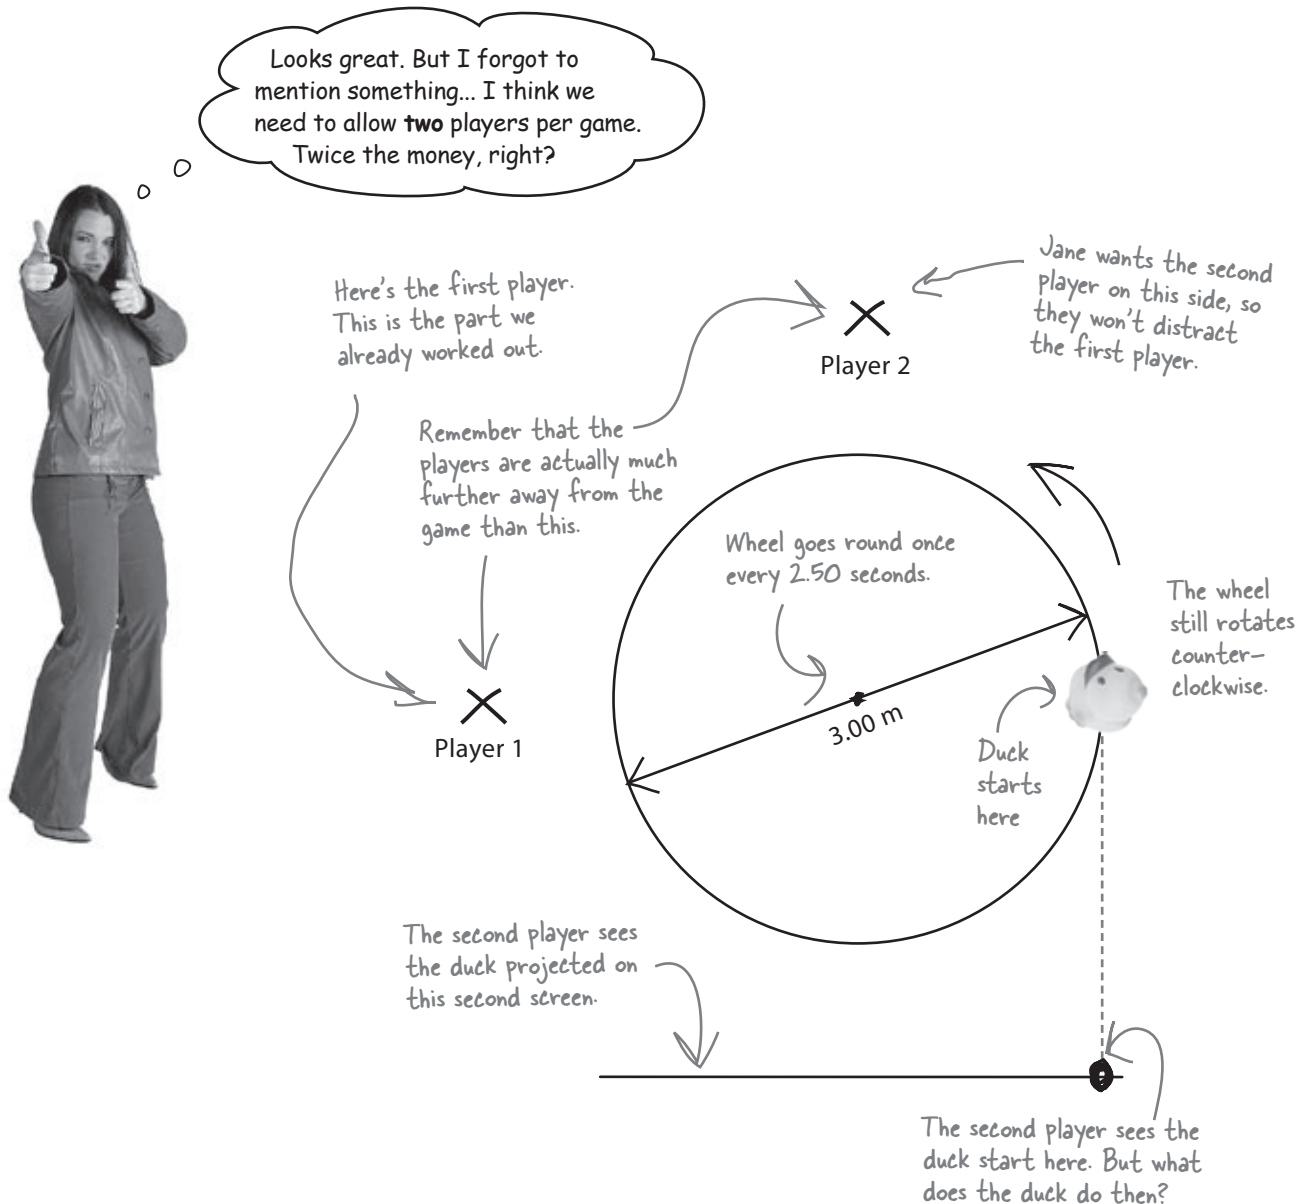 Looks great. But I forgot to
mention something... I think we
need to allow two players per game.
Twice the money, right?
Here's the first player.
This is the part we
already worked out.
Jane wants the second
player on this side, so
they won't distract
the first player.
Player 2
Remember that the
players are actually much
further away from the
game than this.
Wheel goes round once
every 2.50 seconds.
The wheel
still rotates
counter-
clockwise.
Player 1
3.00 m
Duck
starts
here
The second player sees
the duck projected on
this second screen.
The second player sees the
duck start here. But what
does the duck do then?